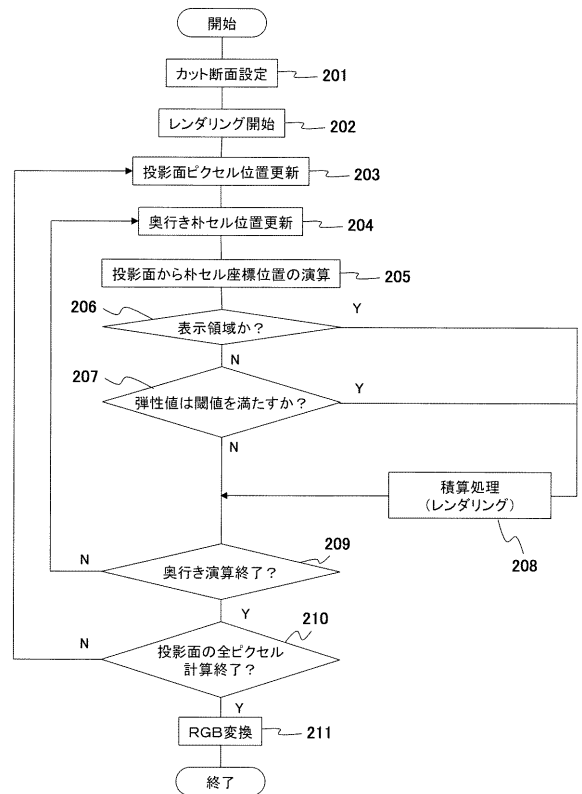 開始
カット断面設定 201
レンダリング開始 202
投影面ピクセル位置更新 203
奥行き朴セル位置更新 204
投影面から朴セル座標位置の演算 205
206 表示領域か? Y
N
207 弾性値は閾値を満たすか? Y
N
積算処理
(レンダリング)
208
209
N 奥行き演算終了?
Y
210
N 投影面の全ピクセル
計算終了?
Y
RGB変換 211
終了